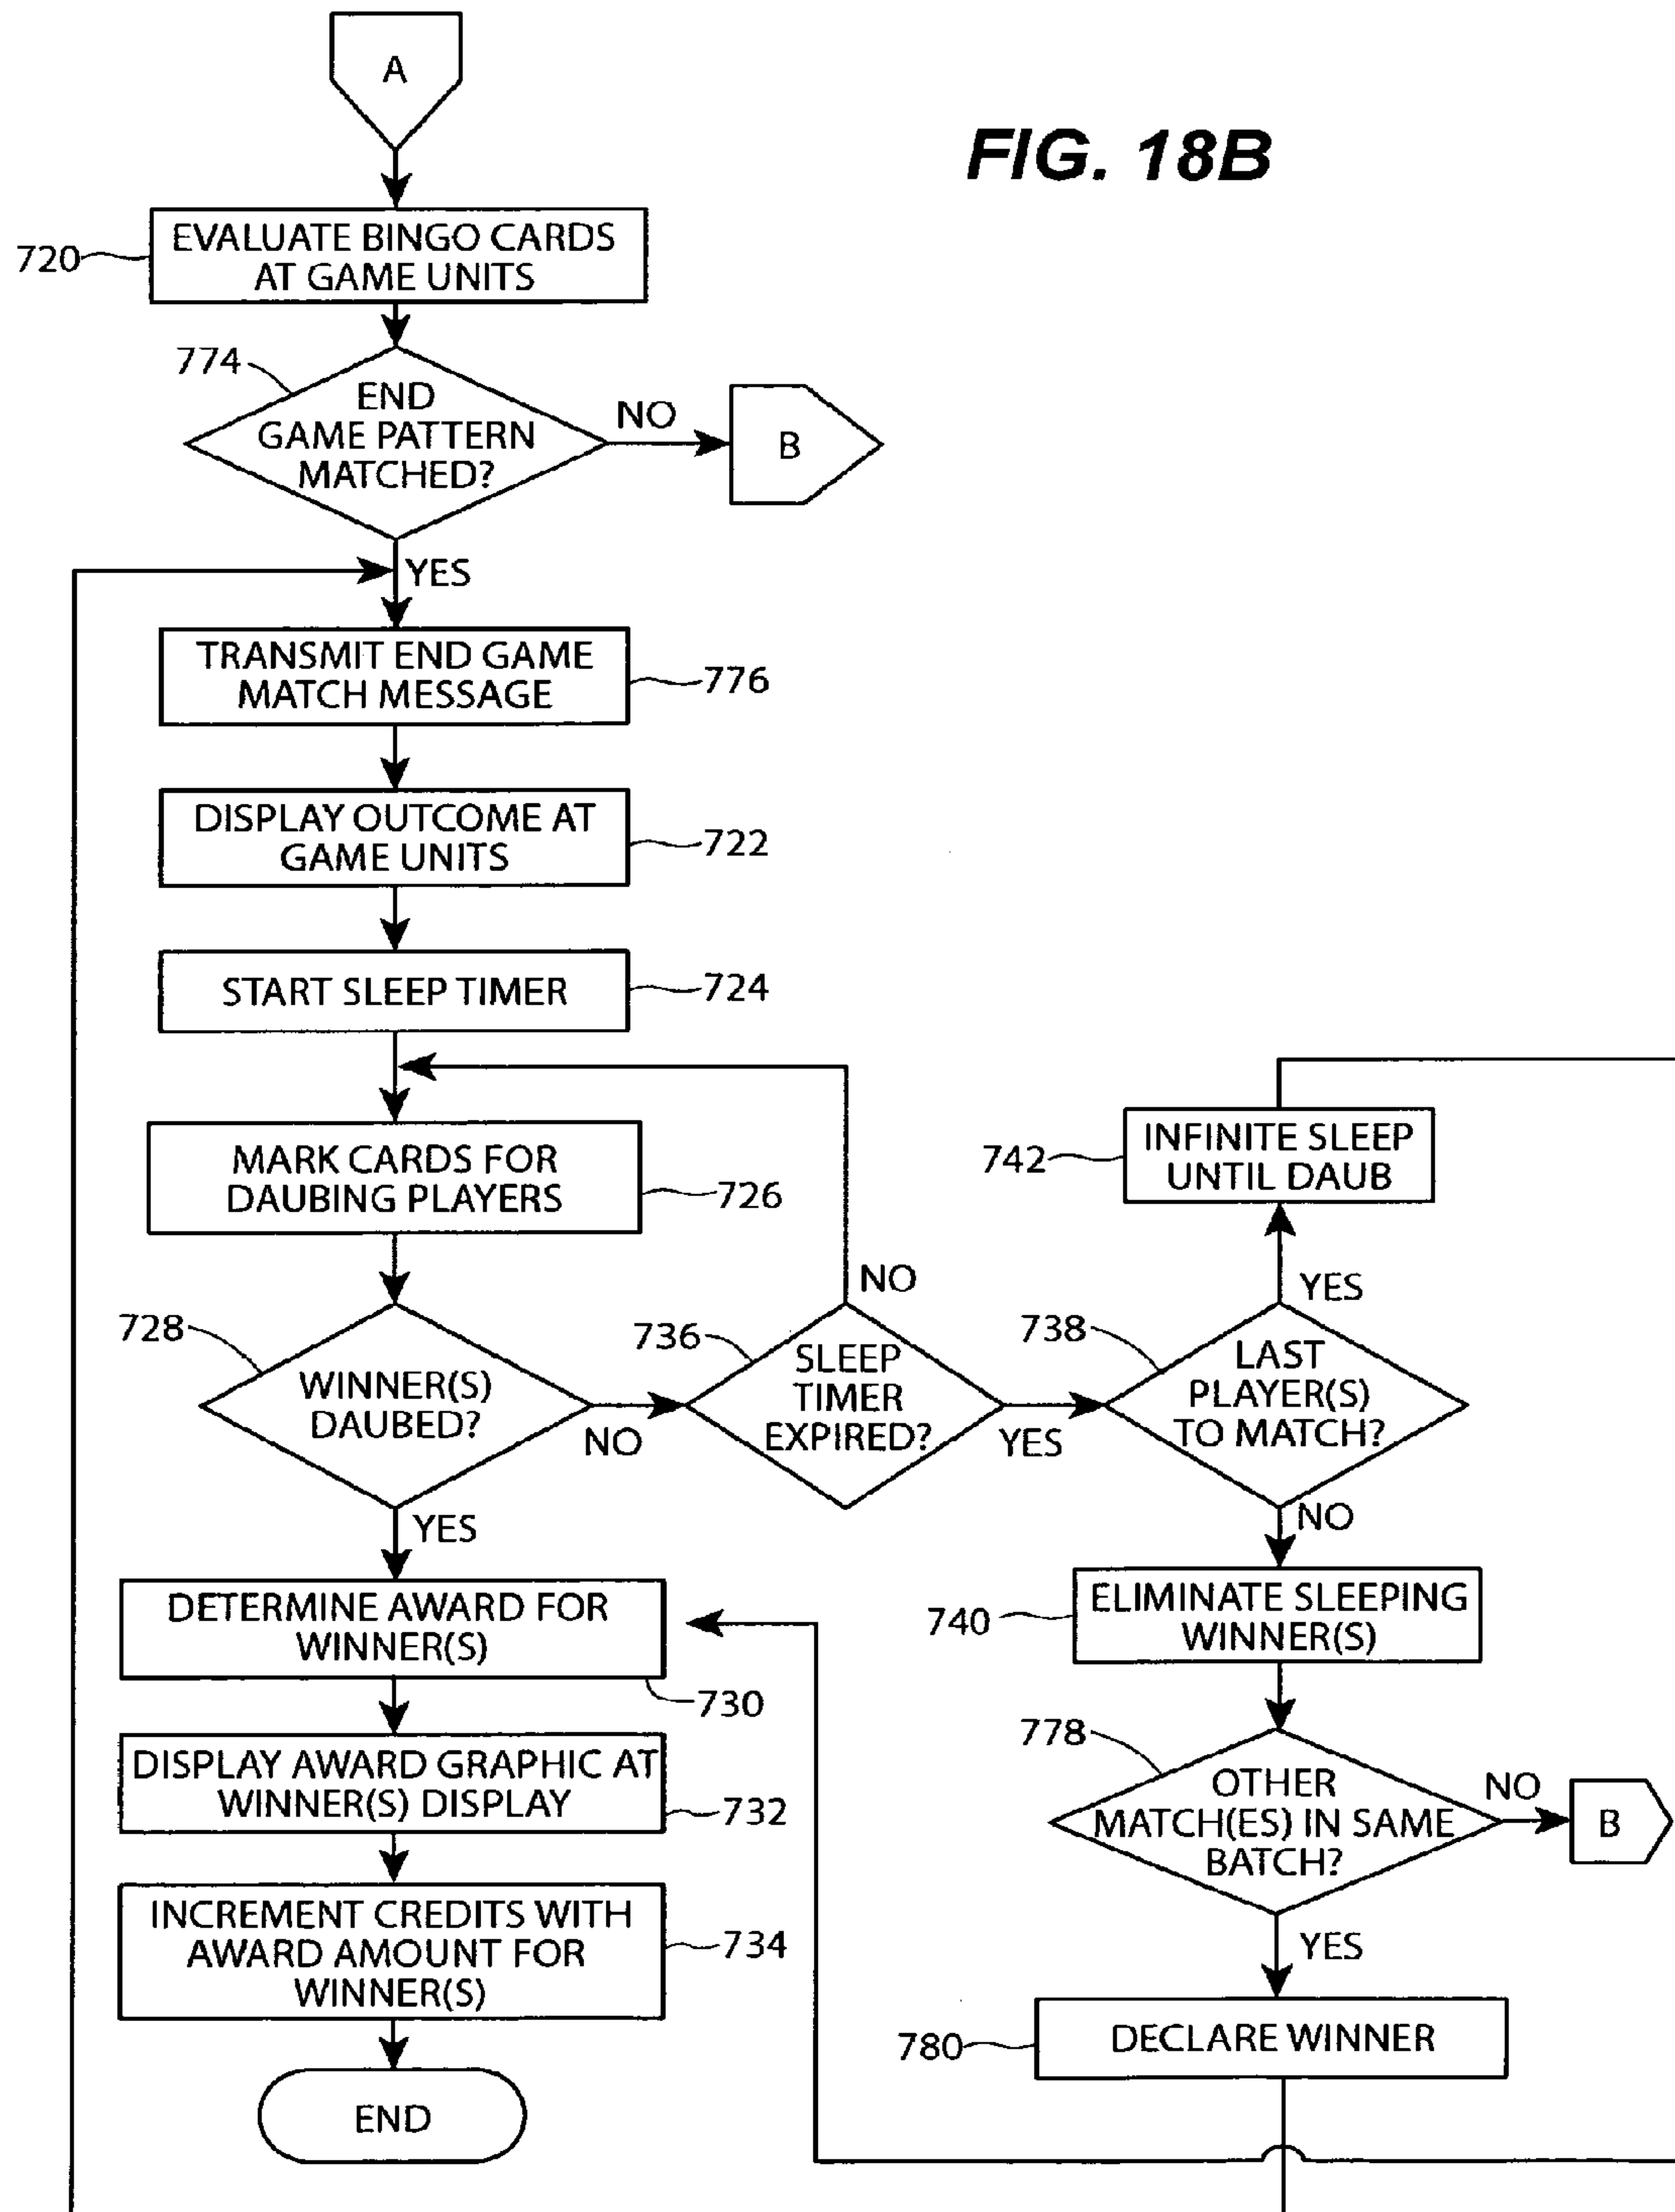 A
FIG. 18B
720
EVALUATE BINGO CARDS
AT GAME UNITS
774
END
GAME PATTERN
MATCHED?
NO
B
YES
TRANSMIT END GAME
MATCH MESSAGE
776
DISPLAY OUTCOME AT
GAME UNITS
722
START SLEEP TIMER
724
MARK CARDS FOR
DAUBING PLAYERS
726
742
INFINITE SLEEP
UNTIL DAUB
728
WINNER(S)
DAUBED?
NO
YES
736
SLEEP
TIMER
EXPIRED?
NO
YES
738
LAST
PLAYER(S)
TO MATCH?
YES
NO
DETERMINE AWARD FOR
WINNER(S)
730
740
ELIMINATE SLEEPING
WINNER(S)
DISPLAY AWARD GRAPHIC AT
WINNER(S) DISPLAY
732
778
OTHER
MATCH(ES) IN SAME
BATCH?
NO
B
YES
INCREMENT CREDITS WITH
AWARD AMOUNT FOR
WINNER(S)
734
780
DECLARE WINNER
END